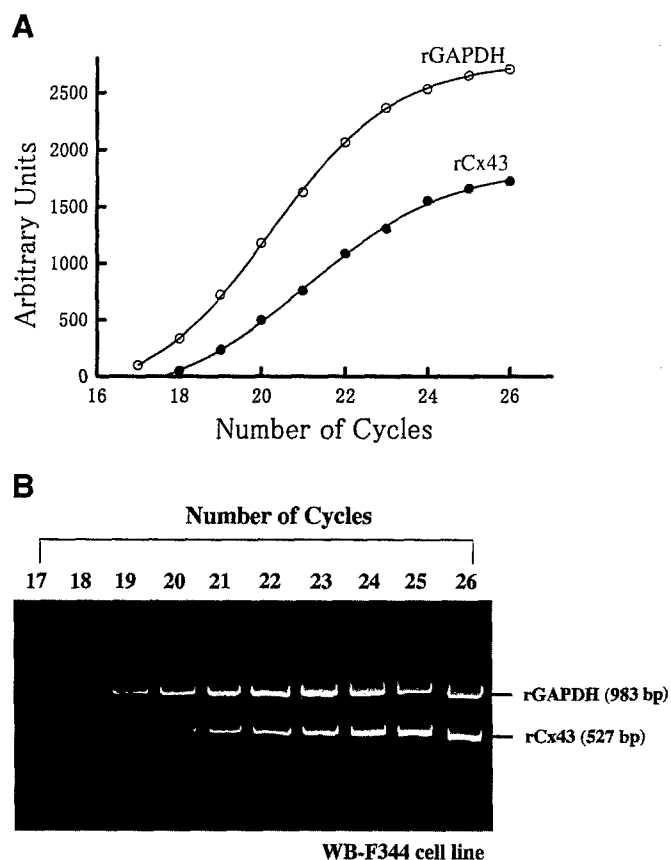 A
rGAPDH
rCx43
Arbitrary Units
2500
2000
1500
1000
500
0
16 18 20 22 24 26
Number of Cycles
B
Number of Cycles
17 18 19 20 21 22 23 24 25 26
rGAPDH (983 bp)
rCx43 (527 bp)
WB-F344 cell line